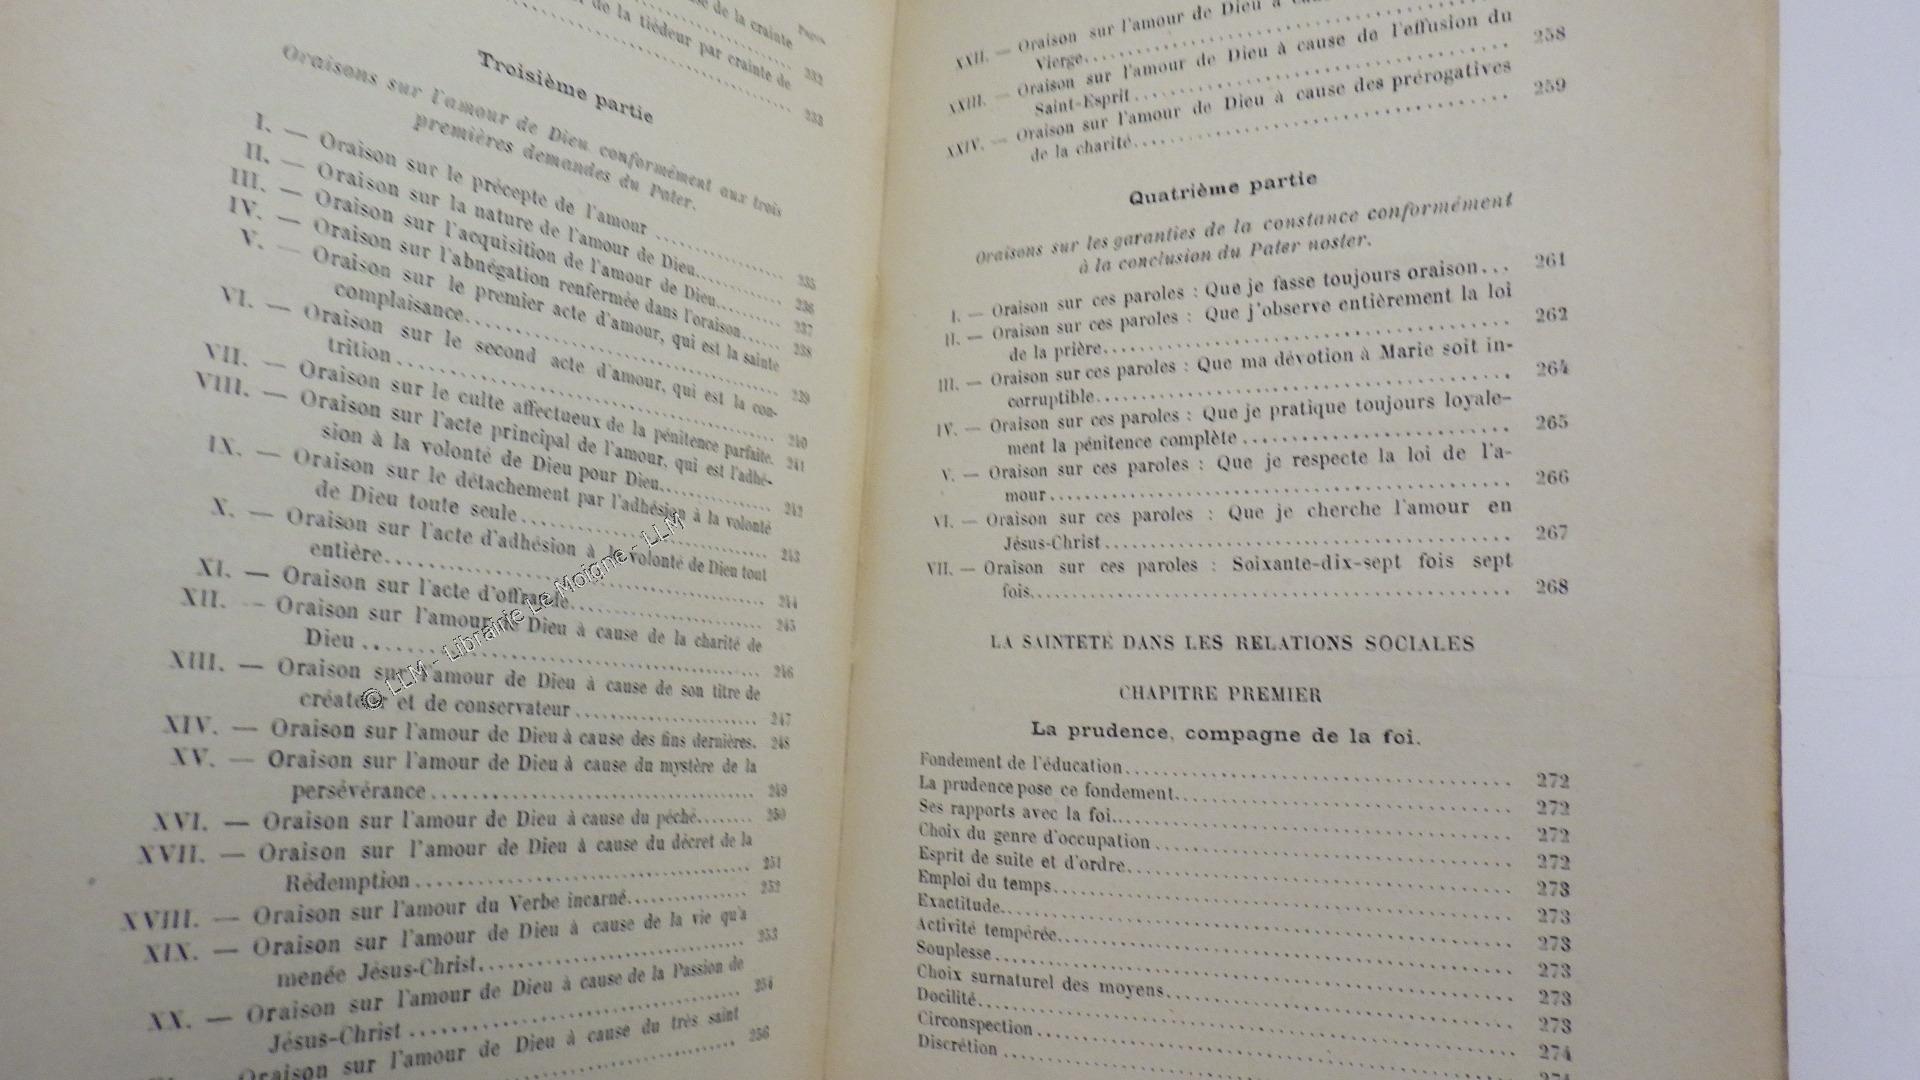 Pages
de la crainte
232
de la tiédeur par crainte de
233
Troisième partie
Oraisons sur l'amour de Dieu conformément aux trois
premières demandes du Pater.
I. — Oraison sur le précepte de l'amour ............ 235
II. — Oraison sur la nature de l'amour de Dieu......... 236
III. — Oraison sur l'acquisition de l'amour de Dieu....... 237
IV. — Oraison sur l'abnégation renfermée dans l'oraison...... 238
V. — Oraison sur le premier acte d'amour, qui est la sainte
complaisance.............................. 239
VI. — Oraison sur le second acte d'amour, qui est la con-
trition .............................. 240
VII. — Oraison sur le culte affectueux de la pénitence parfaite. 241
VIII. — Oraison sur l'acte principal de l'amour, qui est l'adhé-
sion à la volonté de Dieu pour Dieu............ 242
IX. — Oraison sur le détachement par l'adhésion à la volonté
de Dieu toute seule......................... 243
X. — Oraison sur l'acte d'adhésion à la volonté de Dieu tout
entière.............................. 244
XI. — Oraison sur l'acte d'offrande.................. 245
XII. — Oraison sur l'amour de Dieu à cause de la charité de
Dieu .............................. 246
XIII. — Oraison sur l'amour de Dieu à cause de son titre de
créateur et de conservateur .................... 247
XIV. — Oraison sur l'amour de Dieu à cause des fins dernières. 248
XV. — Oraison sur l'amour de Dieu à cause du mystère de la
persévérance .............................. 249
XVI. — Oraison sur l'amour de Dieu à cause du péché........ 250
XVII. — Oraison sur l'amour de Dieu à cause du décret de la
Rédemption .............................. 251
XVIII. — Oraison sur l'amour du Verbe incarné............ 252
XIX. — Oraison sur l'amour de Dieu à cause de la vie qu'a
menée Jésus-Christ......................... 253
XX. — Oraison sur l'amour de Dieu à cause de la Passion de
Jésus-Christ .............................. 254
Oraison sur l'amour de Dieu à cause du très saint
256
© LLM - Librairie Le Moigne - LLM
XXII. — Oraison sur l'amour de Dieu à
Vierge..............................
XXIII. — Oraison sur l'amour de Dieu à cause de l'effusion du
Saint-Esprit .............................. 258
XXIV. — Oraison sur l'amour de Dieu à cause des prérogatives
de la charité.............................. 259
Quatrième partie
Oraisons sur les garanties de la constance conformément
à la conclusion du Pater noster.
I. — Oraison sur ces paroles : Que je fasse toujours oraison... 261
II. — Oraison sur ces paroles : Que j'observe entièrement la loi
de la prière.............................. 262
III. — Oraison sur ces paroles : Que ma dévotion à Marie soit in-
corruptible.............................. 264
IV. — Oraison sur ces paroles : Que je pratique toujours loyale-
ment la pénitence complète .................... 265
V. — Oraison sur ces paroles : Que je respecte la loi de l'a-
mour .............................. 266
VI. — Oraison sur ces paroles : Que je cherche l'amour en
Jésus-Christ .............................. 267
VII. — Oraison sur ces paroles : Soixante-dix-sept fois sept
fois.............................. 268
LA SAINTETÉ DANS LES RELATIONS SOCIALES
CHAPITRE PREMIER
La prudence, compagne de la foi.
Fondement de l'éducation.............................. 272
La prudence pose ce fondement.............................. 272
Ses rapports avec la foi.............................. 272
Choix du genre d'occupation .............................. 272
Esprit de suite et d'ordre.............................. 273
Emploi du temps.............................. 273
Exactitude.............................. 273
Activité tempérée.............................. 273
Souplesse .............................. 273
Choix surnaturel des moyens.............................. 273
Docilité.............................. 274
Circonspection .............................. 274
Discrétion ..............................